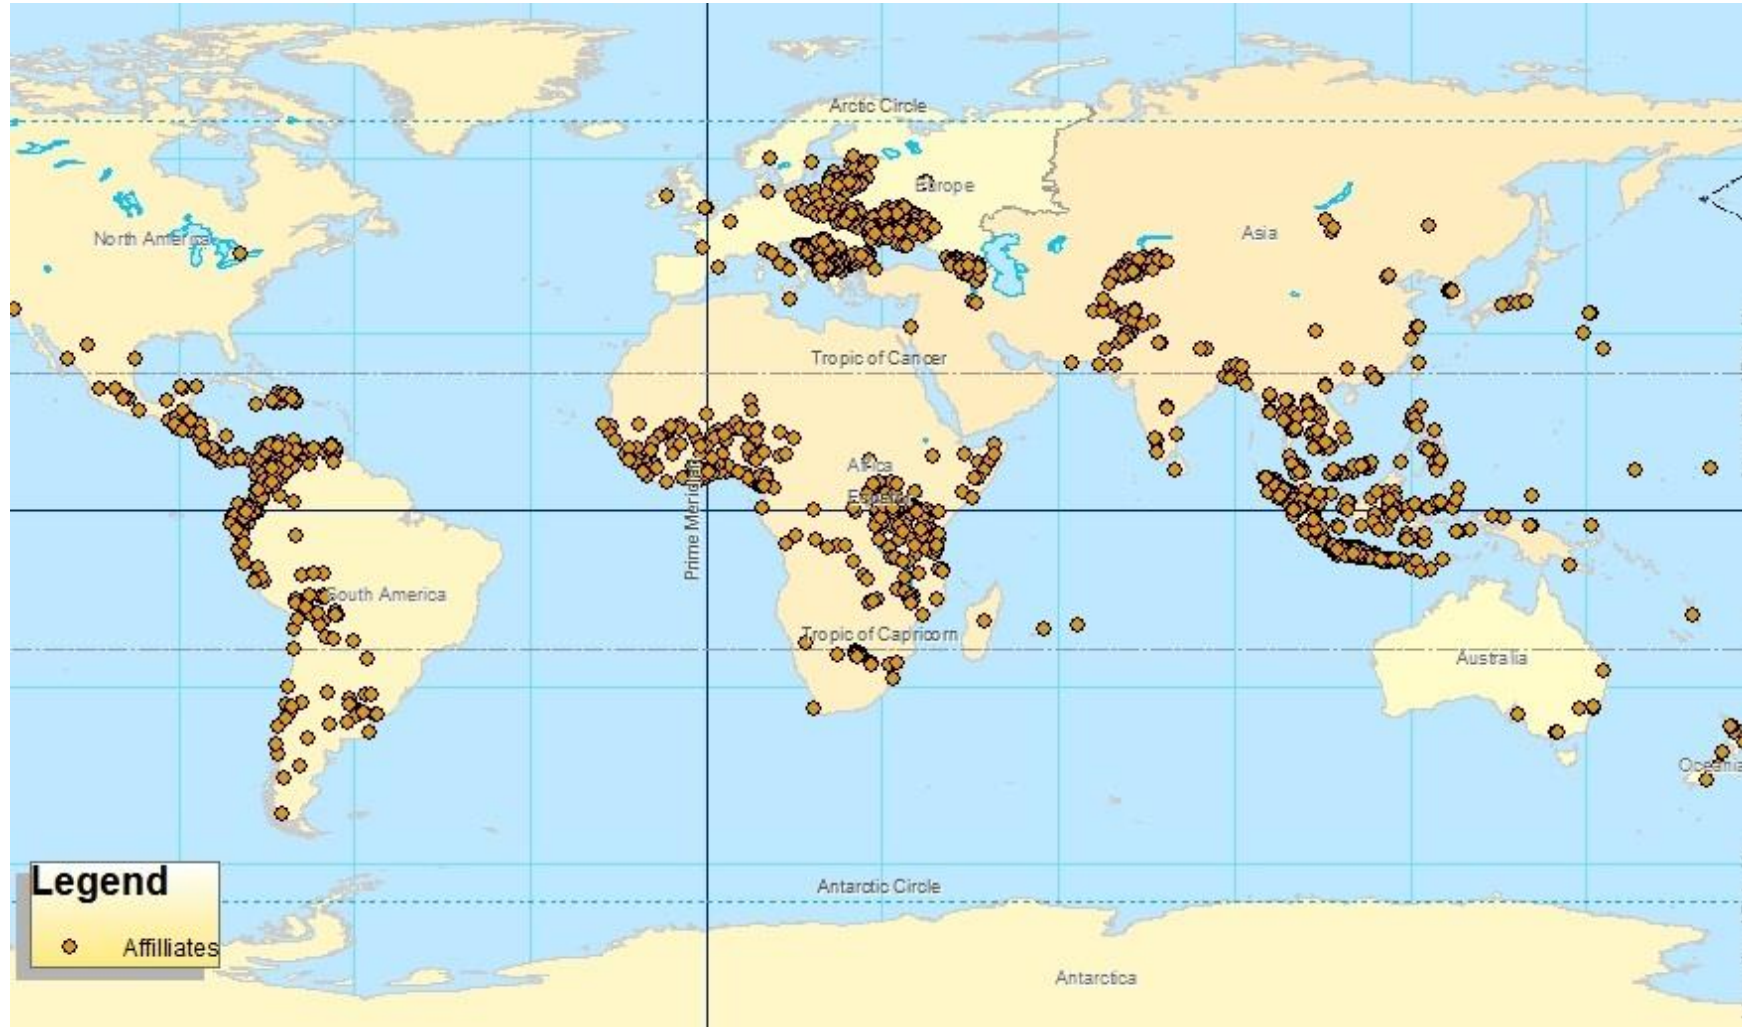 Arctic Circle
Europe
North America
Asia
Tropic of Cancer
Africa
Equator
Prime Meridian
South America
Tropic of Capricorn
Australia
Oceania
Legend
Affilliates
Antarctic Circle
Antarctica